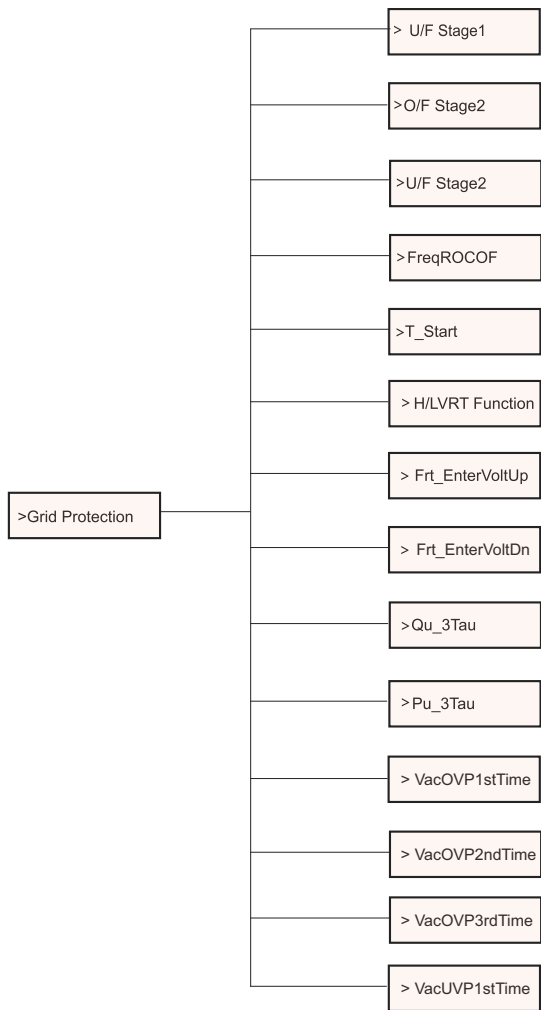 > U/F Stage1
>O/F Stage2
>U/F Stage2
>FreqROCOF
>T_Start
> H/LVRT Function
> Frt_EnterVoltUp
>Grid Protection
> Frt_EnterVoltDn
>Qu_3Tau
>Pu_3Tau
> VacOVP1stTime
> VacOVP2ndTime
> VacOVP3rdTime
> VacUVP1stTime